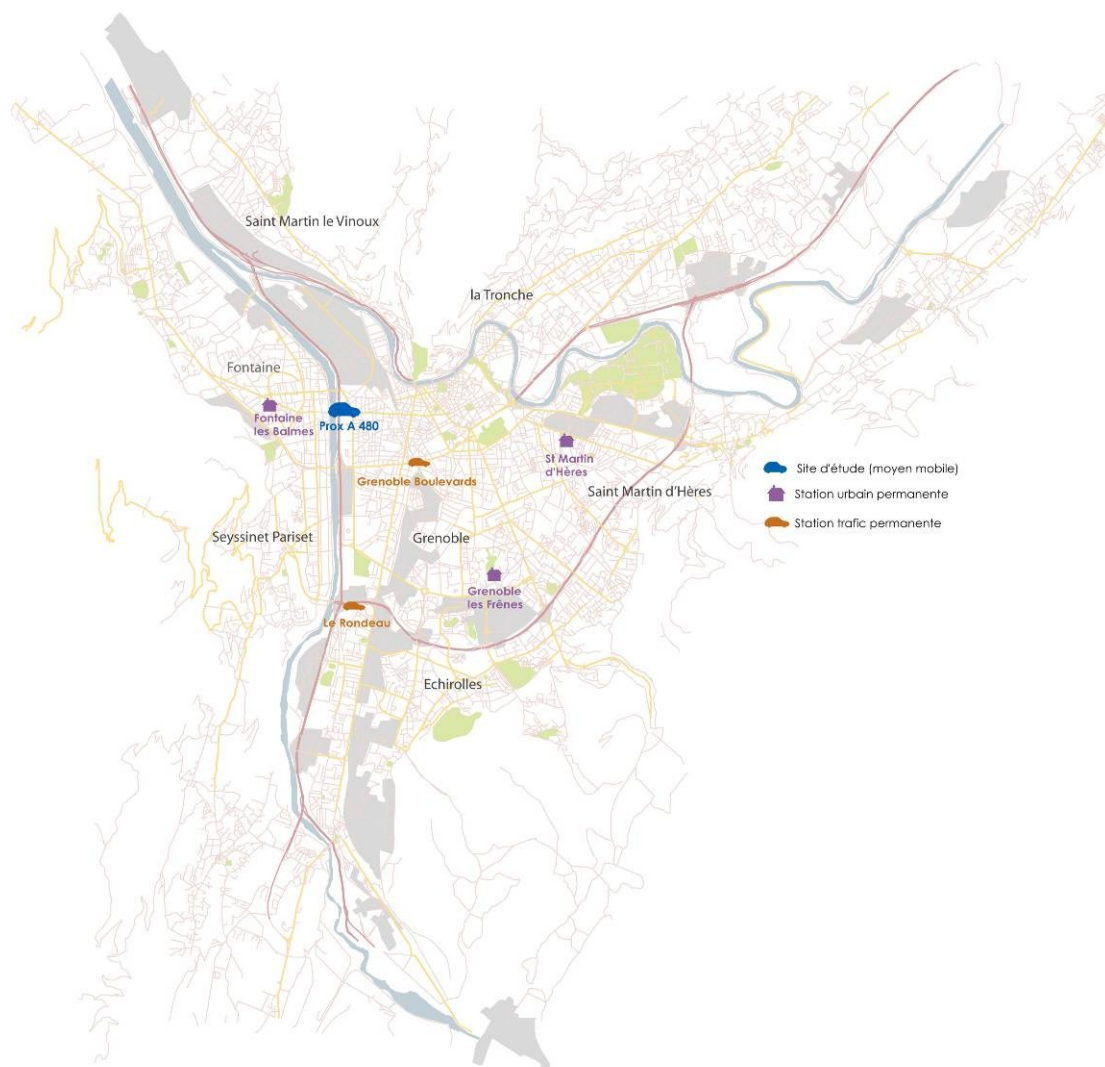 Saint Martin le Vinoux
la Tronche
Fontaine
Fontaine
les Balmes
Prox A 480
St Martin
d'Hères
Grenoble Boulevards
Site d'étude (moyen mobile)
Saint Martin d'Hères
Station urbain permanente
Station trafic permanente
Seyssinet Pariset
Grenoble
Grenoble
les Frênes
Le Rondeau
Echirolles